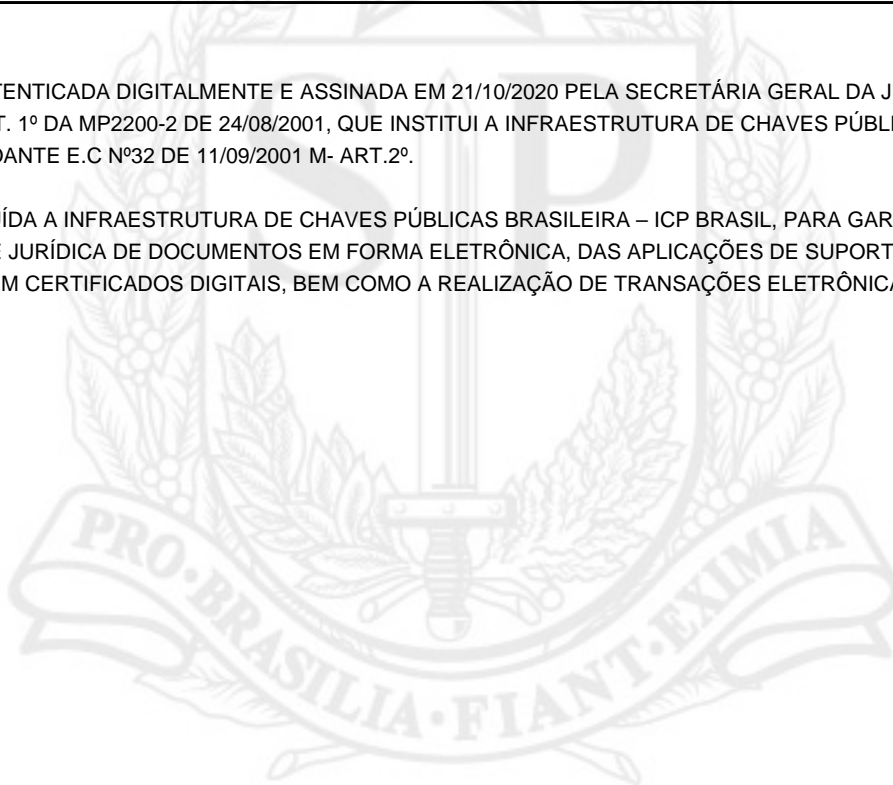 TENTICADA DIGITALMENTE E ASSINADA EM 21/10/2020 PELA SECRETÁRIA GERAL DA J
T. 1º DA MP2200-2 DE 24/08/2001, QUE INSTITUI A INFRAESTRUTURA DE CHAVES PÚBL
DANTE E.C Nº32 DE 11/09/2001 M- ART.2º.
ÍDA A INFRAESTRUTURA DE CHAVES PÚBLICAS BRASILEIRA – ICP BRASIL, PARA GAR
E JURÍDICA DE DOCUMENTOS EM FORMA ELETRÔNICA, DAS APLICAÇÕES DE SUPORT
M CERTIFICADOS DIGITAIS, BEM COMO A REALIZAÇÃO DE TRANSAÇÕES ELETRÔNICA
SP
PRO·BRASILIA·FIANT·EXIMIA